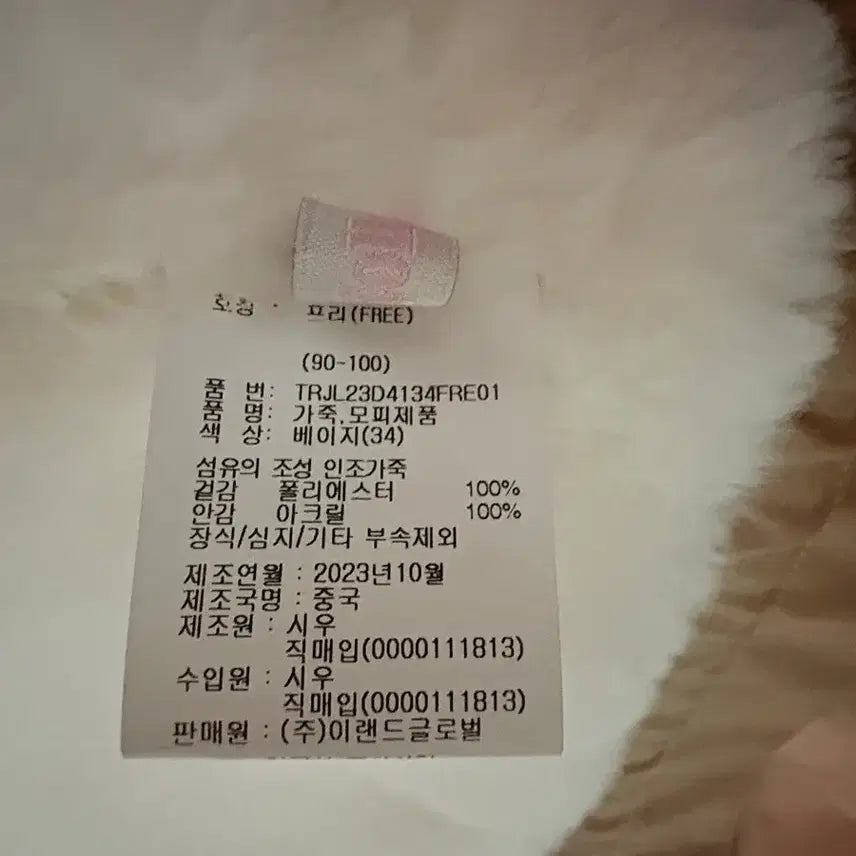 호칭 : 프리(FREE)
(90-100)
품 번: TRJL23D4134FRE01
품 명: 가죽,모피제품
색 상: 베이지(34)
섬유의 조성 인조가죽
겉감 폴리에스터 100%
안감 아크릴 100%
장식/심지/기타 부속제외
제조연월 : 2023년10월
제조국명 : 중국
제조원 : 시우
직매입(0000111813)
수입원 : 시우
직매입(0000111813)
판매원 : (주)이랜드글로벌